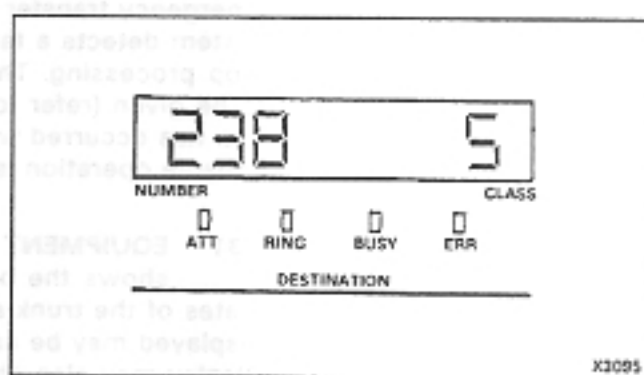 238 5
NUMBER CLASS
ATT RING BUSY ERR
DESTINATION
X3095